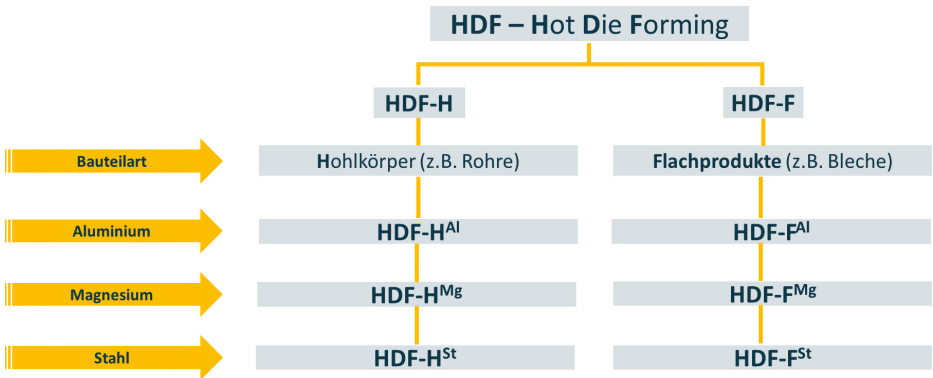 HDF – Hot Die Forming
HDF-H
HDF-F
Bauteilart
Hohlkörper (z.B. Rohre)
Flachprodukte (z.B. Bleche)
Aluminium
HDF-Hᴬˡ
HDF-Fᴬˡ
Magnesium
HDF-Hᴹᵍ
HDF-Fᴹᵍ
Stahl
HDF-Hˢᵗ
HDF-Fˢᵗ